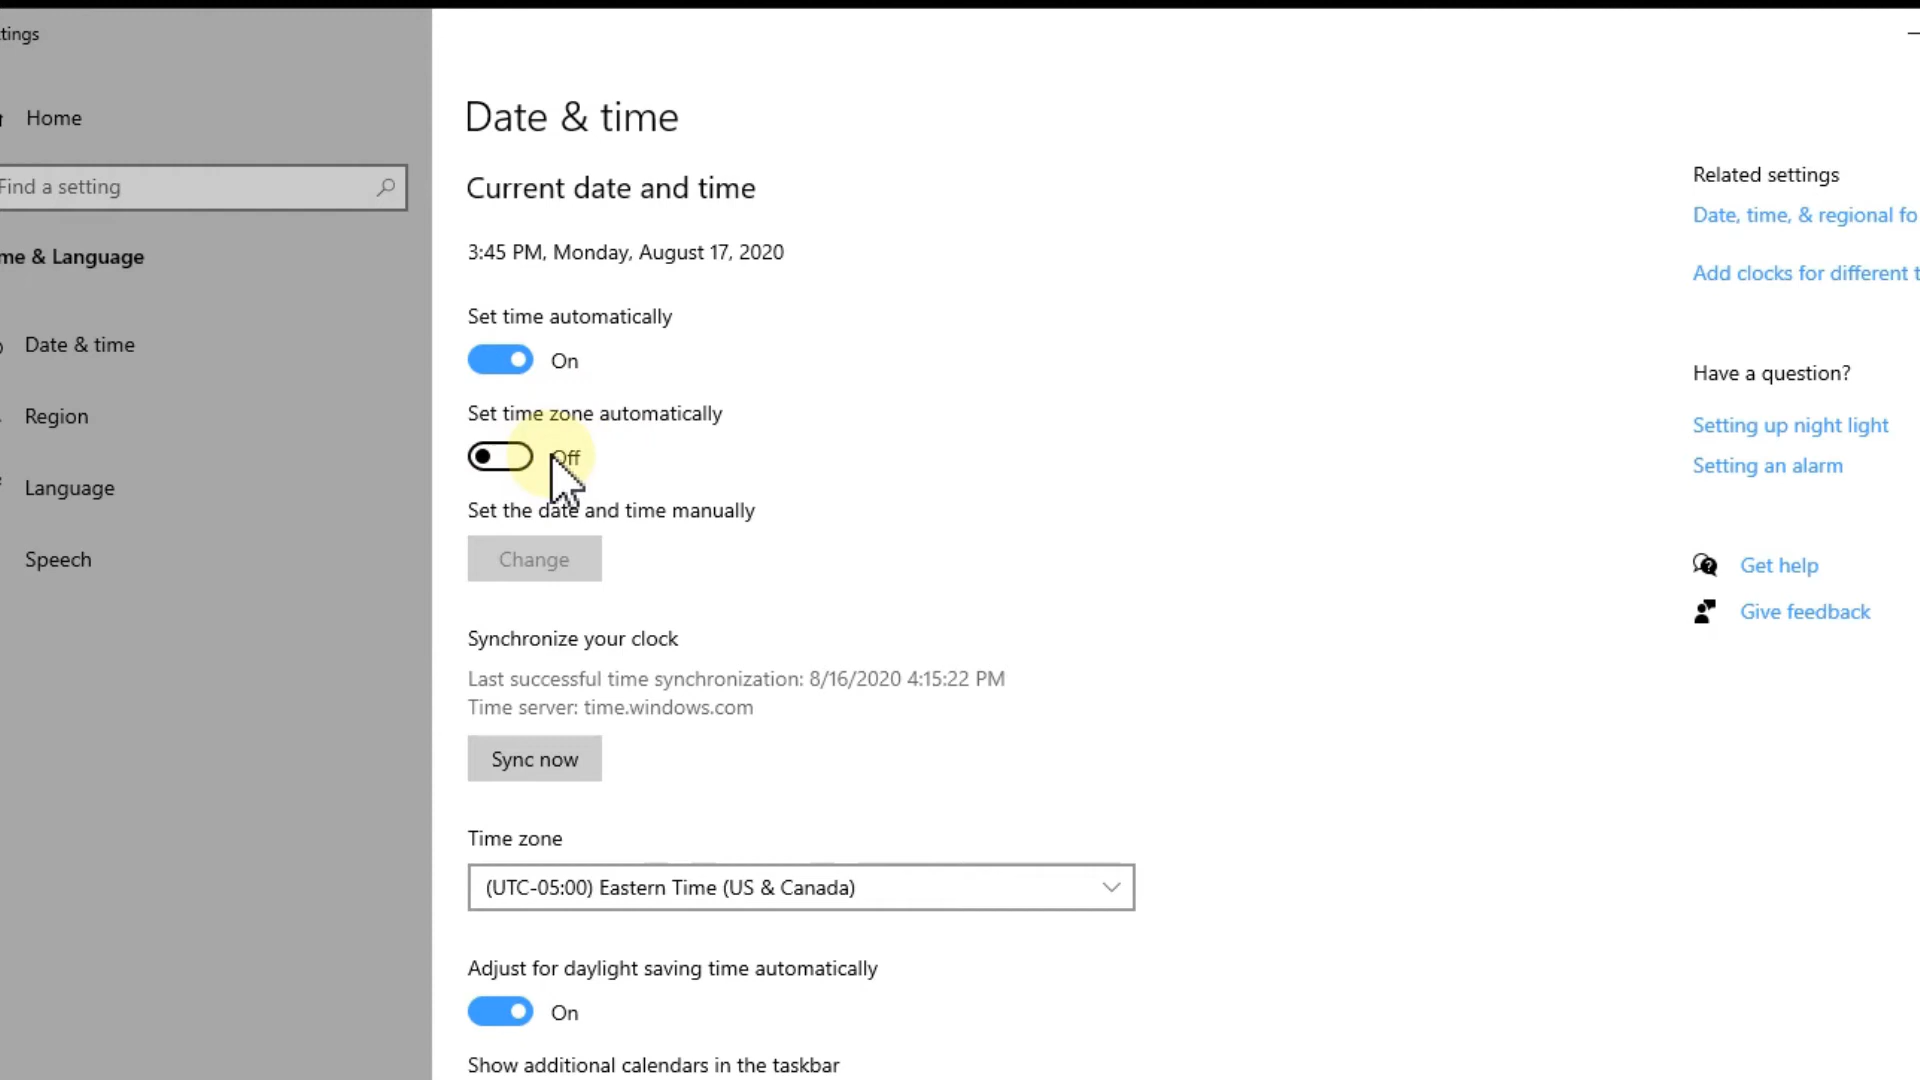 tings
Home
Find a setting
me & Language
Date & time
Region
Language
Speech
Date & time
Current date and time
3:45 PM, Monday, August 17, 2020
Set time automatically
On
Set time zone automatically
Off
Set the date and time manually
Change
Synchronize your clock
Last successful time synchronization: 8/16/2020 4:15:22 PM
Time server: time.windows.com
Sync now
Time zone
(UTC-05:00) Eastern Time (US & Canada)
Adjust for daylight saving time automatically
On
Show additional calendars in the taskbar
Related settings
Date, time, & regional fo
Add clocks for different t
Have a question?
Setting up night light
Setting an alarm
Get help
Give feedback